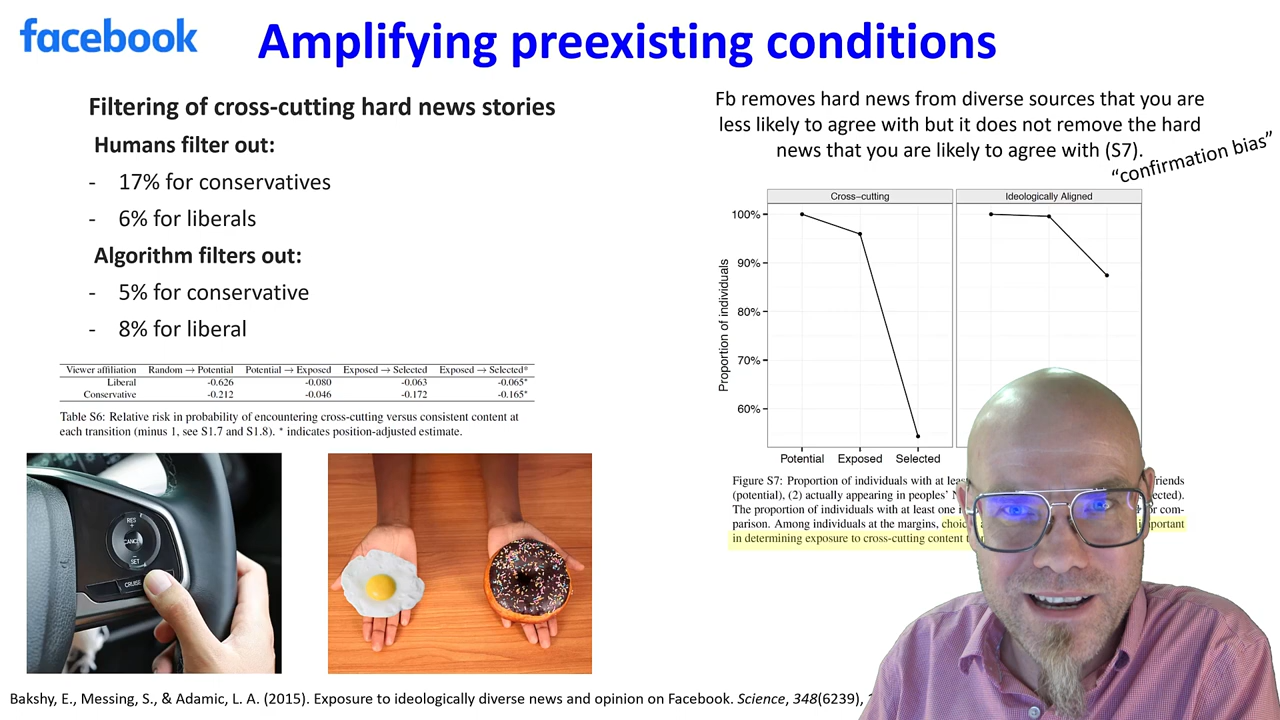 facebook
Amplifying preexisting conditions
Filtering of cross-cutting hard news stories
Humans filter out:
- 17% for conservatives
- 6% for liberals
Algorithm filters out:
- 5% for conservative
- 8% for liberal
Viewer affiliation Random → Potential Potential → Exposed Exposed → Selected Exposed → Selected*
Liberal -0.626 -0.080 -0.063 -0.065*
Conservative -0.212 -0.046 -0.172 -0.165*
Table S6: Relative risk in probability of encountering cross-cutting versus consistent content at
each transition (minus 1, see S1.7 and S1.8). * indicates position-adjusted estimate.
RES
+
CANCEL
SET
CRUISE
Fb removes hard news from diverse sources that you are
less likely to agree with but it does not remove the hard
news that you are likely to agree with (S7).
“confirmation bias”
Cross−cutting Ideologically Aligned
Proportion of individuals
100%
90%
80%
70%
60%
Potential Exposed Selected
Figure S7: Proportion of individuals with at
(potential), (2) actually appearing in peoples’
The proportion of individuals with at least one
parison. Among individuals at the margins,
in determining exposure to cross-cutting content
Bakshy, E., Messing, S., & Adamic, L. A. (2015). Exposure to ideologically diverse news and opinion on Facebook. Science, 348(6239),